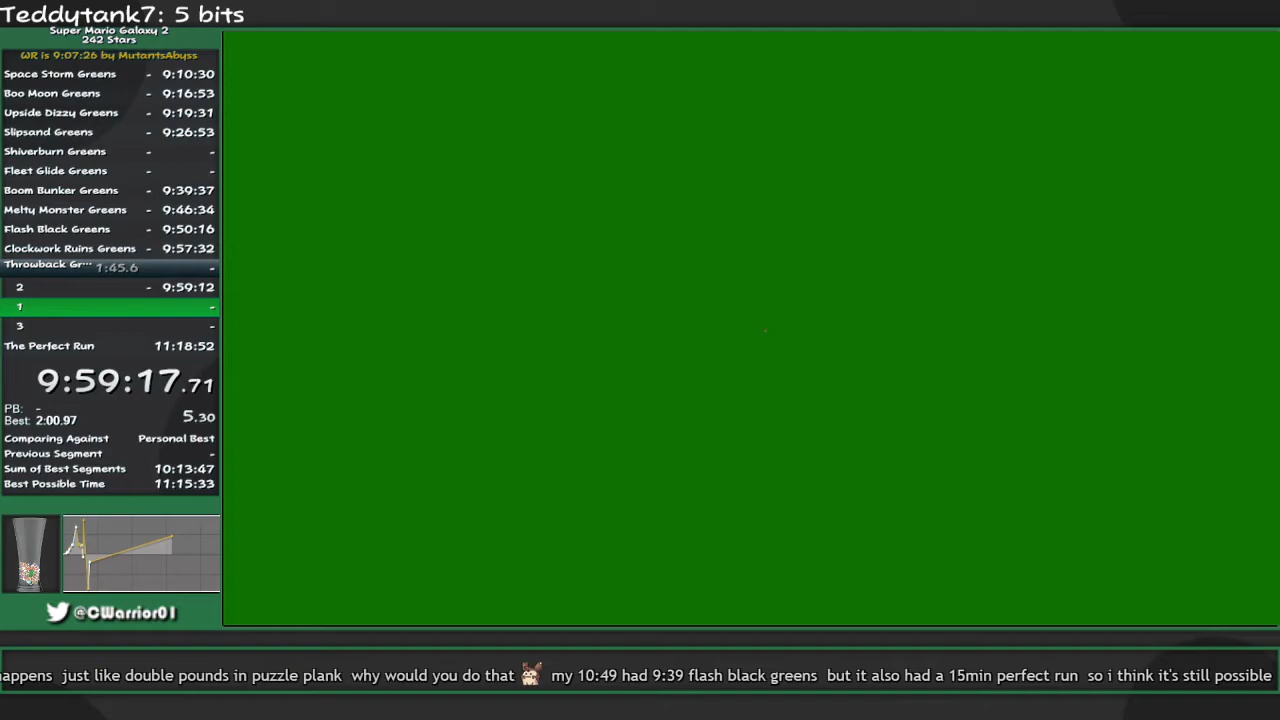 Teddytank7: 5 bits
Super Mario Galaxy 2
242 Stars
WR is 9:07:26 by MutantsAbyss
Space Storm Greens - 9:10:30
Boo Moon Greens - 9:16:53
Upside Dizzy Greens - 9:19:31
Slipsand Greens - 9:26:53
Shiverburn Greens - -
Fleet Glide Greens - -
Boom Bunker Greens - 9:39:37
Melty Monster Greens - 9:46:34
Flash Black Greens - 9:50:16
Clockwork Ruins Greens - 9:57:32
Throwback Gr... 1:45.6 -
2 - 9:59:12
1 -
3 -
The Perfect Run 11:18:52
9:59:17.71
PB: -
Best: 2:00.97 5.30
Comparing Against Personal Best
Previous Segment -
Sum of Best Segments 10:13:47
Best Possible Time 11:15:33
@CWarrior01
appens just like double pounds in puzzle plank why would you do that my 10:49 had 9:39 flash black greens but it also had a 15min perfect run so i think it's still possible